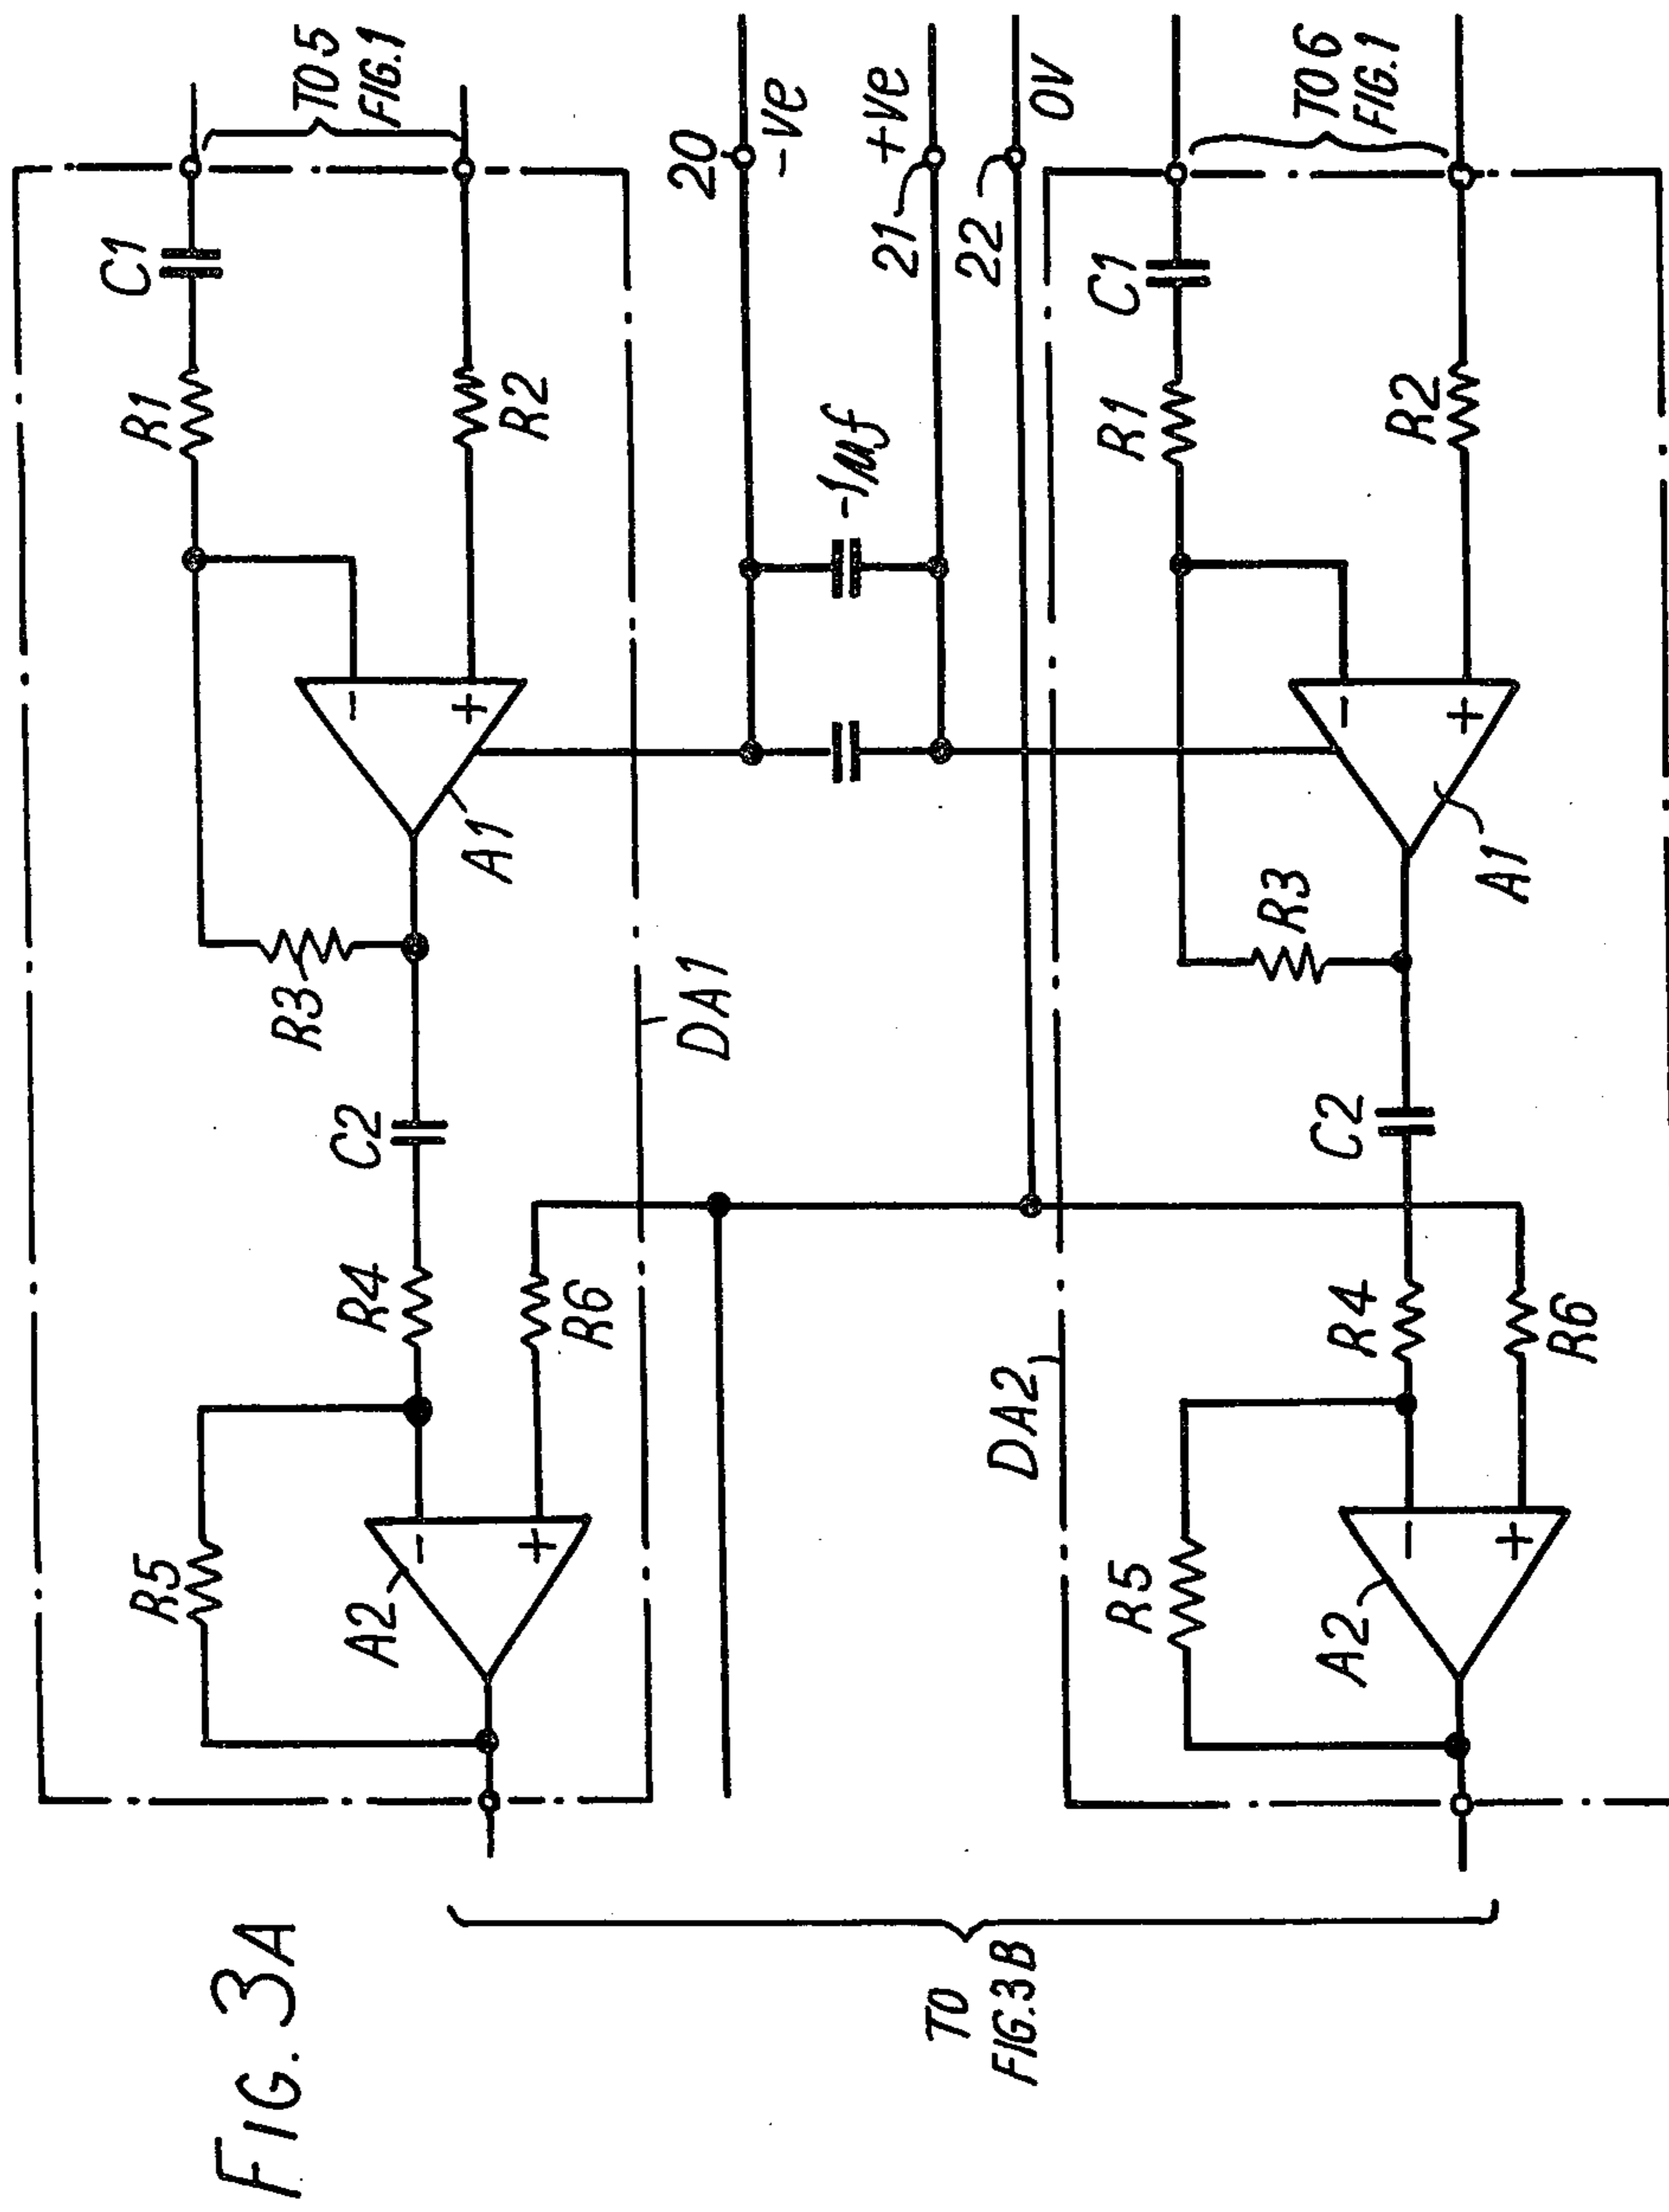 FIG. 3A
TO 5
FIG.1
C1
R1
R2
-
+
A1
R3
C2
R4
R6
R5
A2
-
+
DA1
20
-Ve
21
+Ve
22
0V
TO 6
FIG.1
C1
R1
R2
-
+
A1
R3
C2
R4
R6
R5
A2
-
+
DA2
TO
FIG.3B